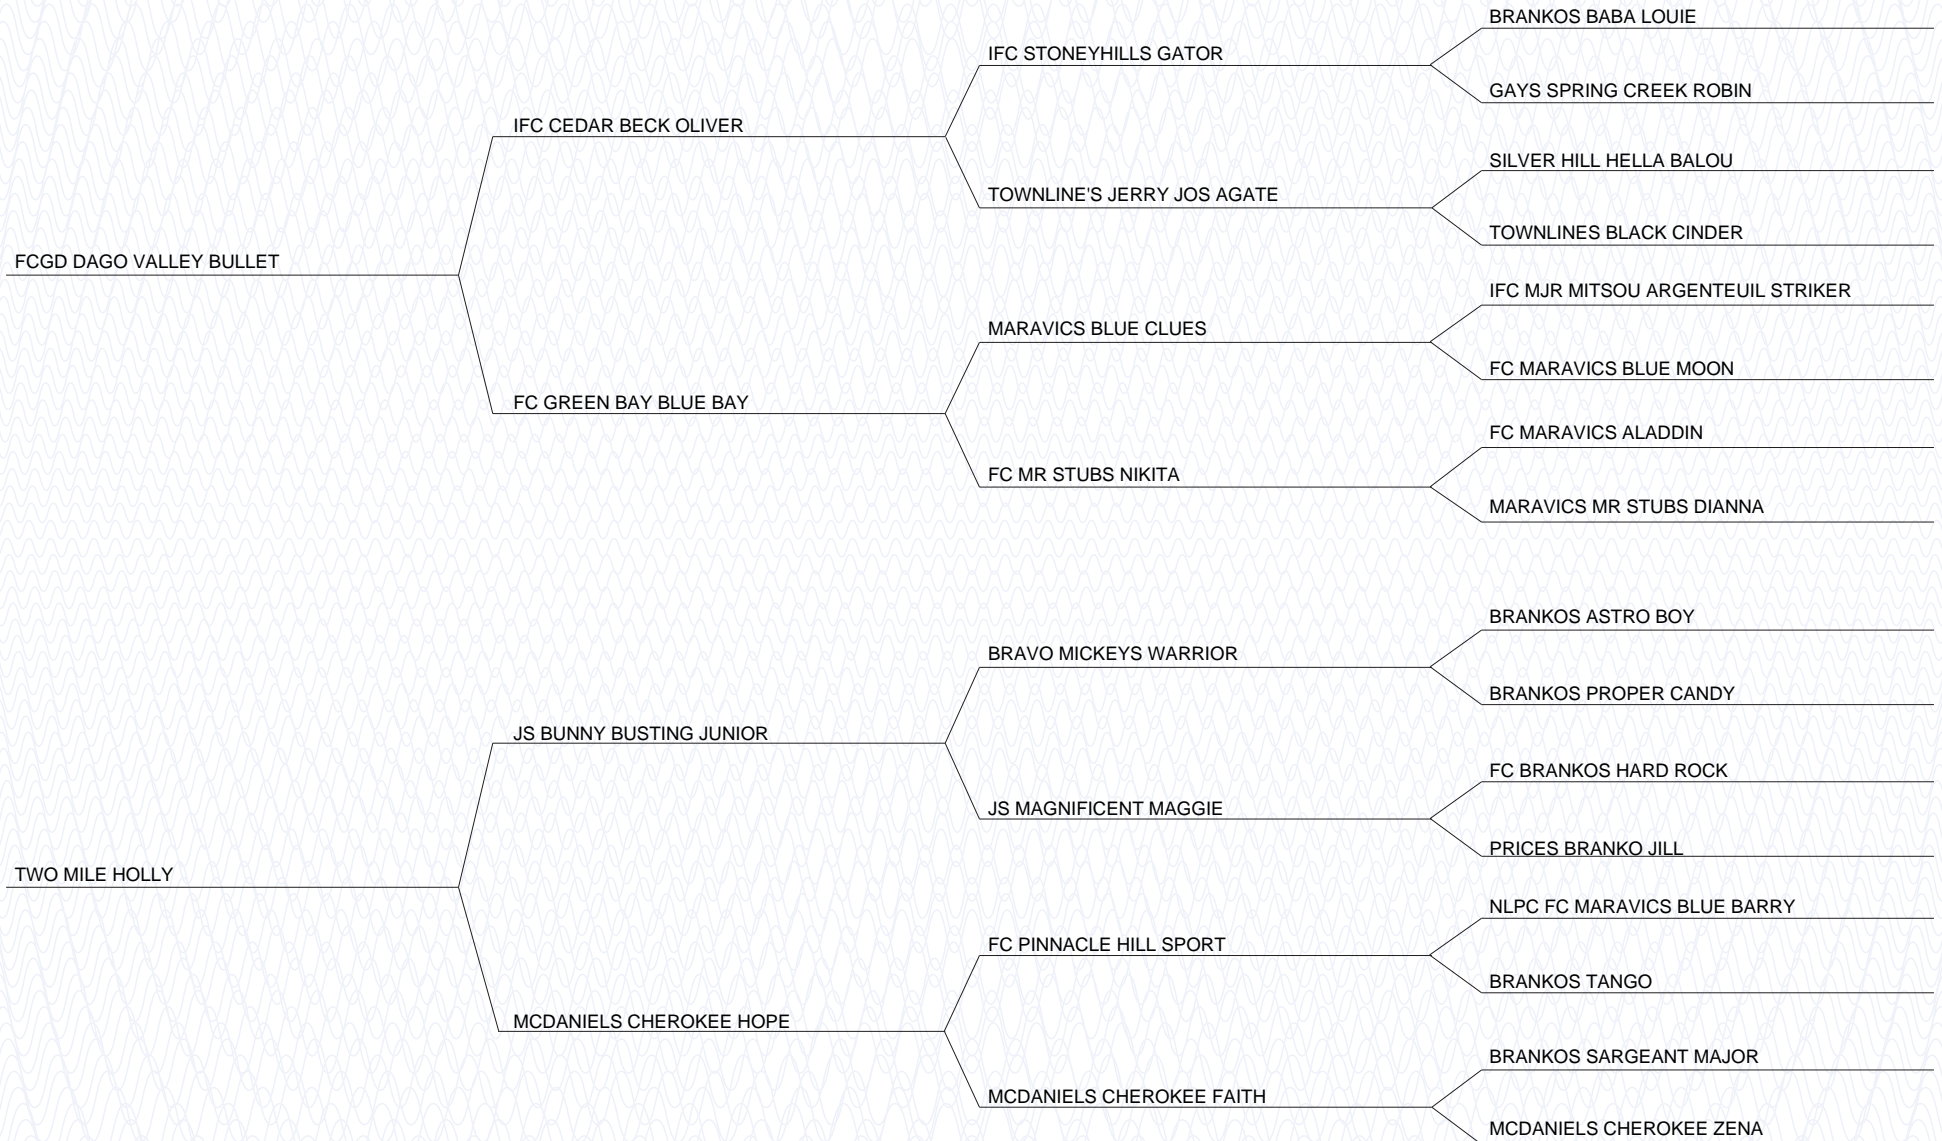 BRANKOS BABA LOUIE
IFC STONEYHILLS GATOR
GAYS SPRING CREEK ROBIN
IFC CEDAR BECK OLIVER
SILVER HILL HELLA BALOU
TOWNLINE'S JERRY JOS AGATE
TOWNLINES BLACK CINDER
FCGD DAGO VALLEY BULLET
IFC MJR MITSOU ARGENTEUIL STRIKER
MARAVICS BLUE CLUES
FC MARAVICS BLUE MOON
FC GREEN BAY BLUE BAY
FC MARAVICS ALADDIN
FC MR STUBS NIKITA
MARAVICS MR STUBS DIANNA
BRANKOS ASTRO BOY
BRAVO MICKEYS WARRIOR
BRANKOS PROPER CANDY
JS BUNNY BUSTING JUNIOR
FC BRANKOS HARD ROCK
JS MAGNIFICENT MAGGIE
PRICES BRANKO JILL
TWO MILE HOLLY
NLPC FC MARAVICS BLUE BARRY
FC PINNACLE HILL SPORT
BRANKOS TANGO
MCDANIELS CHEROKEE HOPE
BRANKOS SARGEANT MAJOR
MCDANIELS CHEROKEE FAITH
MCDANIELS CHEROKEE ZENA